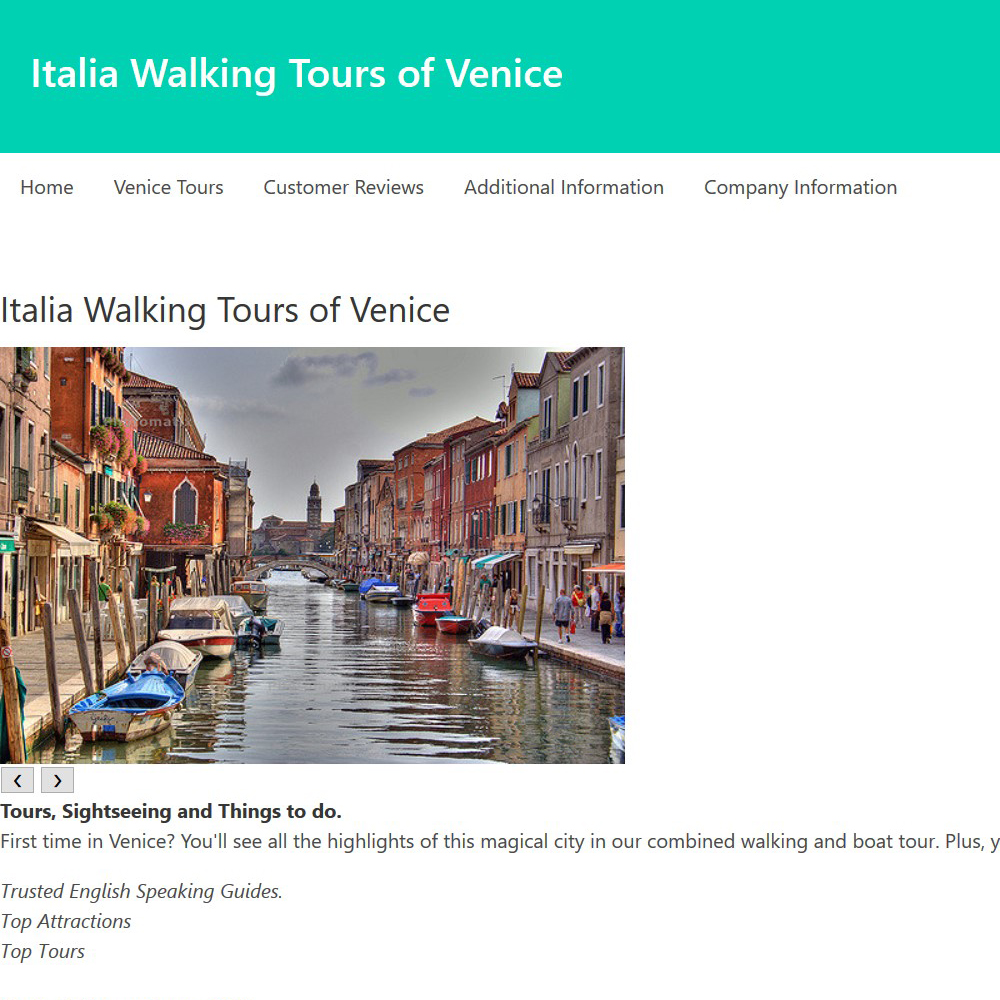 Italia Walking Tours of Venice
Home Venice Tours Customer Reviews Additional Information Company Information
Italia Walking Tours of Venice
Photomatix
Tours, Sightseeing and Things to do.
First time in Venice? You'll see all the highlights of this magical city in our combined walking and boat tour. Plus, y
Trusted English Speaking Guides.
Top Attractions
Top Tours